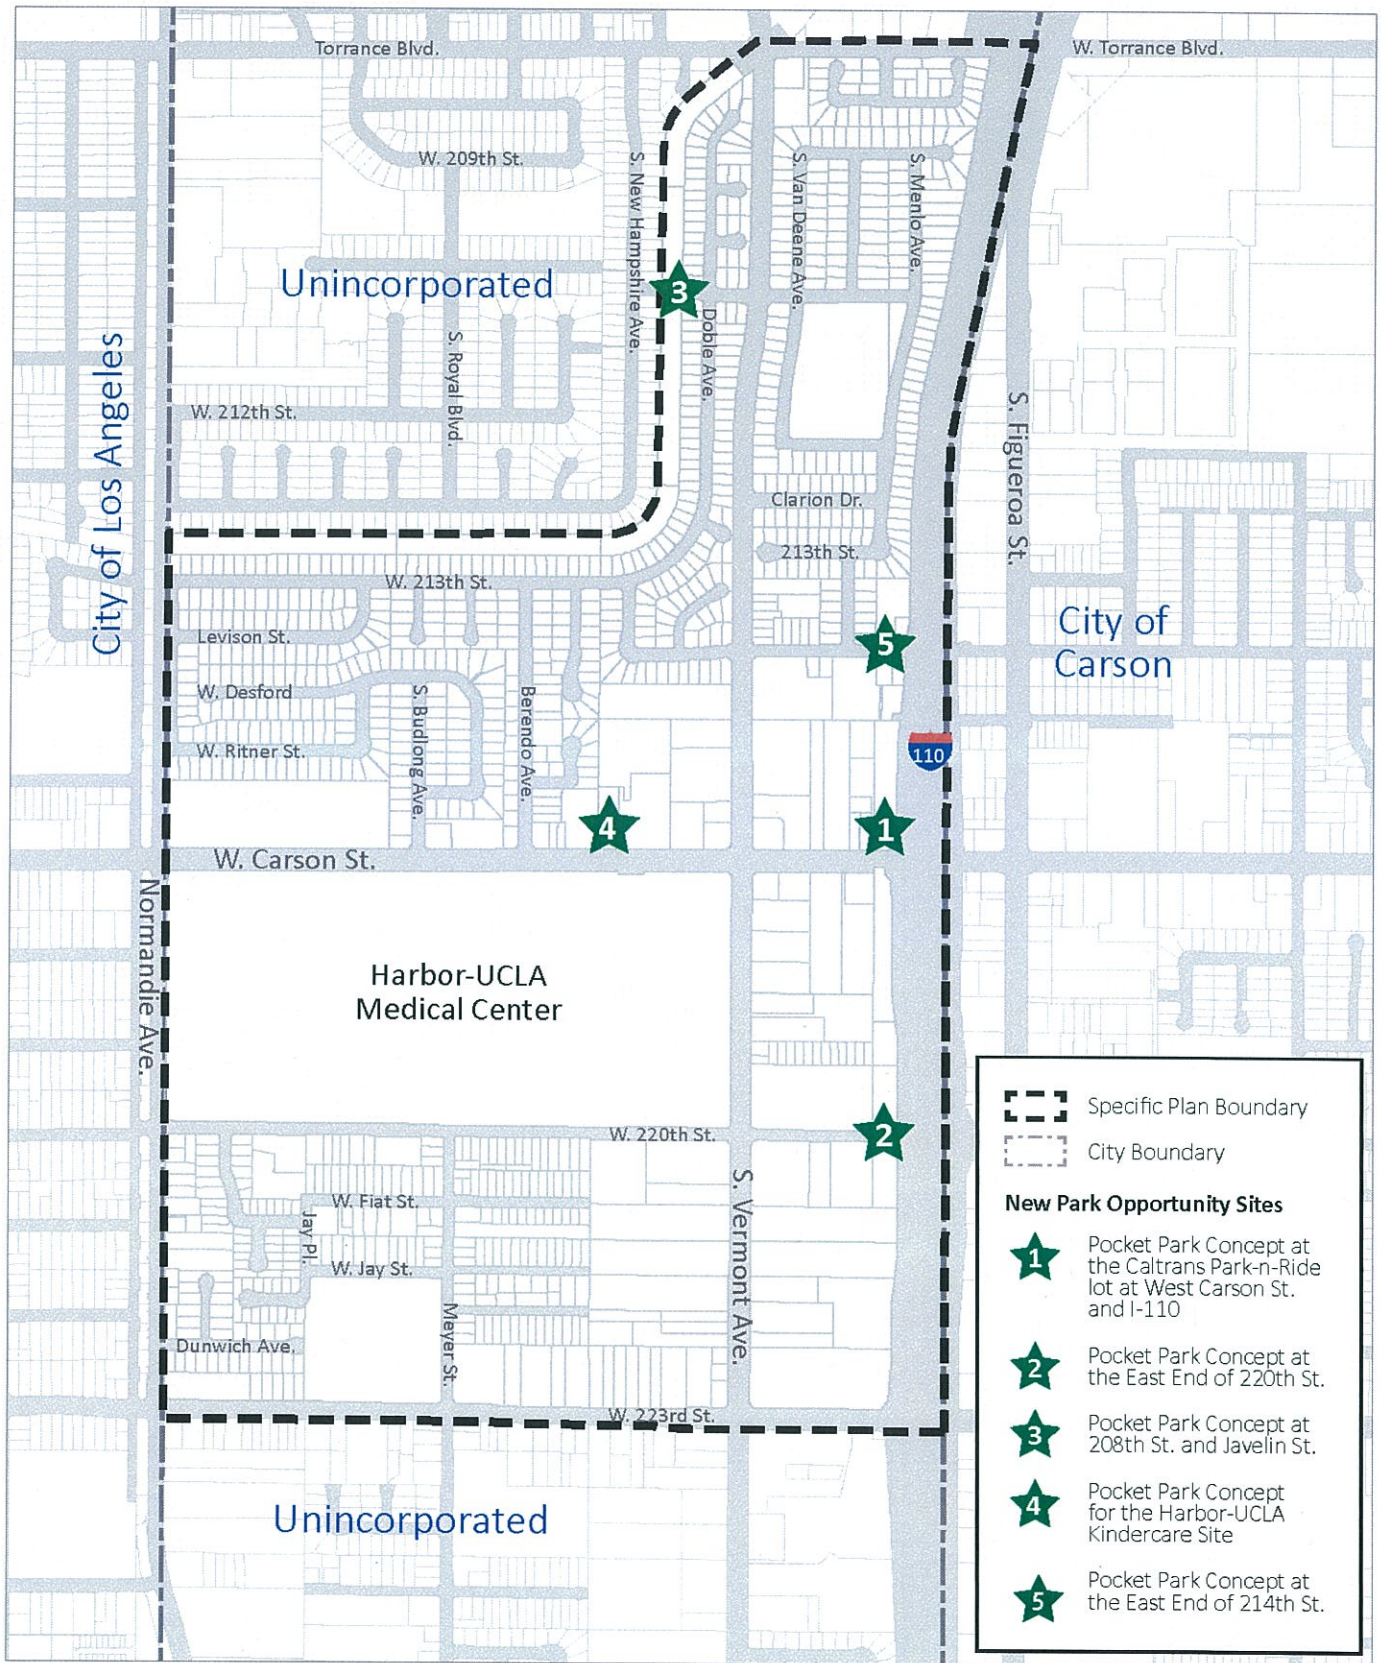 Torrance Blvd.
W. Torrance Blvd.
W. 209th St.
S. New Hampshire Ave.
S. Van Deene Ave.
S. Menlo Ave.
Unincorporated
3
Doble Ave.
S. Royal Blvd.
W. 212th St.
City of Los Angeles
S. Figueroa St.
Clarion Dr.
213th St.
W. 213th St.
Levison St.
5
City of
Carson
W. Desford
S. Budlong Ave.
Berendo Ave.
W. Ritner St.
110
4
1
W. Carson St.
Normandie Ave.
Harbor-UCLA
Medical Center
W. 220th St.
2
S. Vermont Ave.
W. Fiat St.
Jay Pl.
W. Jay St.
Meyer St.
Dunwich Ave.
W. 223rd St.
Unincorporated
Specific Plan Boundary
City Boundary
New Park Opportunity Sites
1
Pocket Park Concept at
the Caltrans Park-n-Ride
lot at West Carson St.
and I-110
2
Pocket Park Concept at
the East End of 220th St.
3
Pocket Park Concept at
208th St. and Javelin St.
4
Pocket Park Concept
for the Harbor-UCLA
Kindercare Site
5
Pocket Park Concept at
the East End of 214th St.